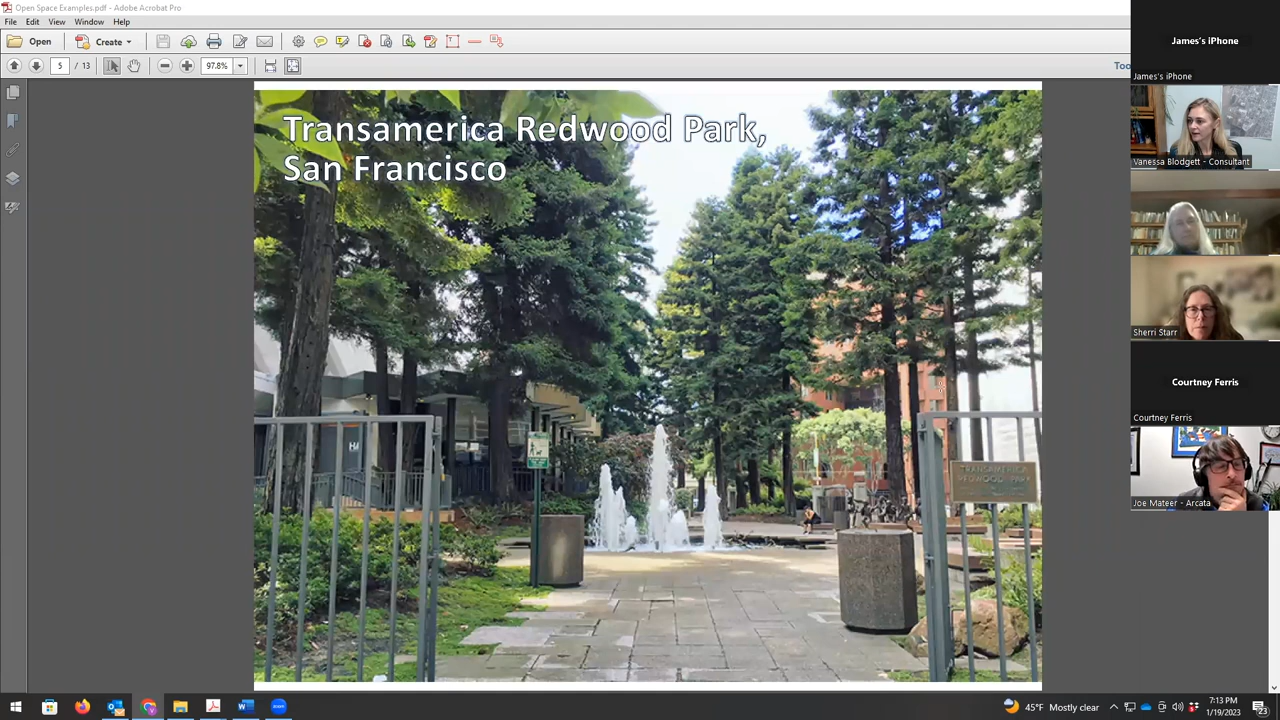 Open Space Examples.pdf - Adobe Acrobat Pro
File Edit View Window Help
Open Create
5 / 13 97.8% Too
Transamerica Redwood Park,
San Francisco
TRANSAMERICA
REDWOOD PARK
James's iPhone
James's iPhone
Vanessa Blodgett - Consultant
Sherri Starr
Courtney Ferris
Courtney Ferris
Joe Mateer - Arcata
45°F Mostly clear
7:13 PM
1/19/2023
23